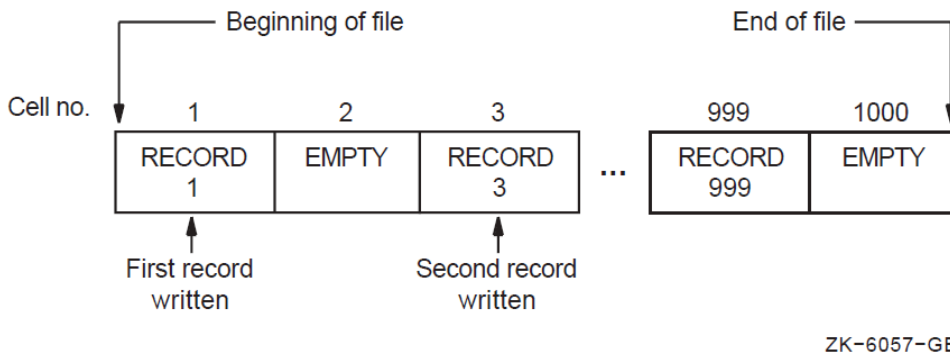 Beginning of file
End of file
Cell no. 1 2 3 999 1000
RECORD EMPTY RECORD ... RECORD EMPTY
1 3 999
First record Second record
written written
ZK-6057-GE